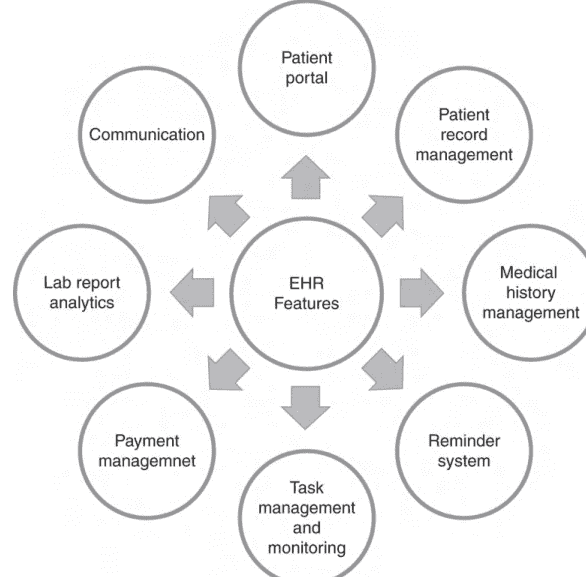 Patient
portal
Communication
Patient
record
management
Lab report
analytics
EHR
Features
Medical
history
management
Payment
managemnet
Reminder
system
Task
management
and
monitoring